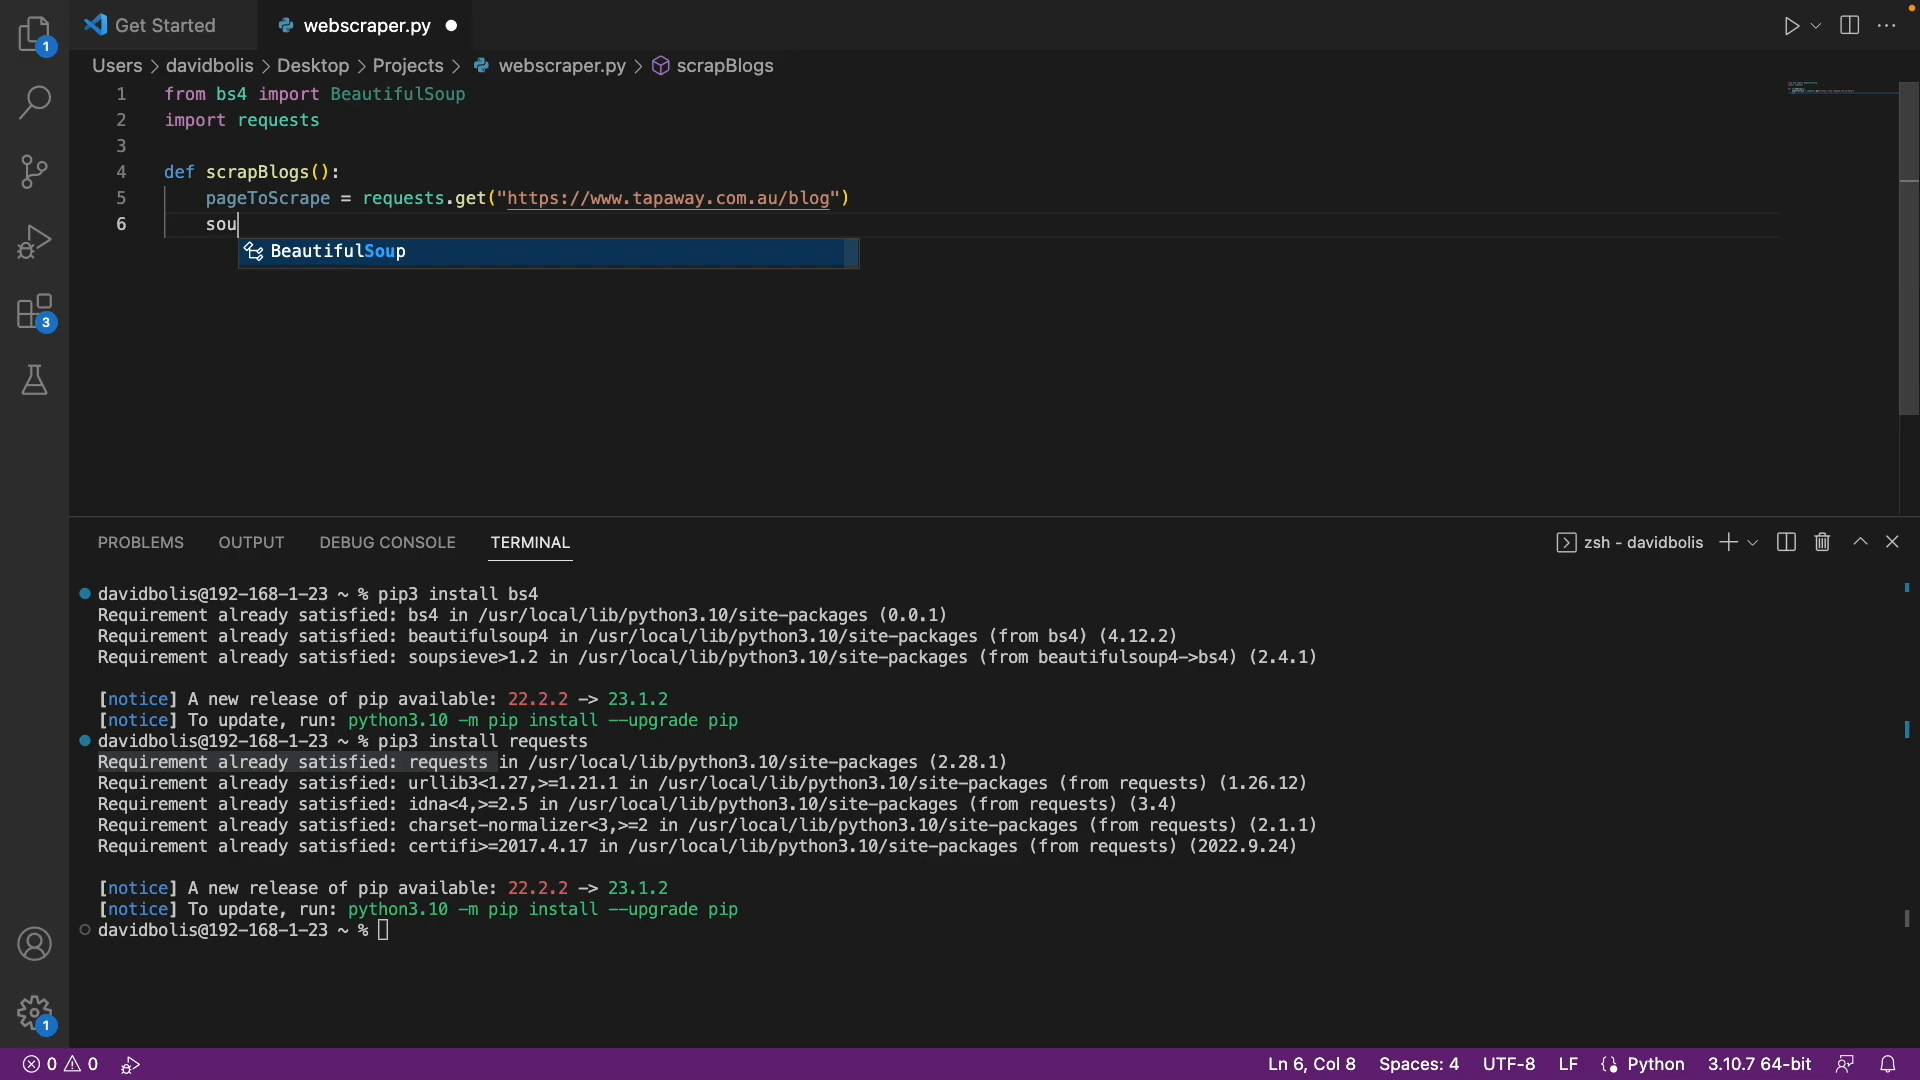 Get Started
webscraper.py
1
Users > davidbolis > Desktop > Projects > webscraper.py > scrapBlogs
1 from bs4 import BeautifulSoup
2 import requests
3
4 def scrapBlogs():
5 pageToScrape = requests.get("https://www.tapaway.com.au/blog")
6 sou
BeautifulSoup
3
PROBLEMS OUTPUT DEBUG CONSOLE TERMINAL
zsh - davidbolis
davidbolis@192-168-1-23 ~ % pip3 install bs4
Requirement already satisfied: bs4 in /usr/local/lib/python3.10/site-packages (0.0.1)
Requirement already satisfied: beautifulsoup4 in /usr/local/lib/python3.10/site-packages (from bs4) (4.12.2)
Requirement already satisfied: soupsieve>1.2 in /usr/local/lib/python3.10/site-packages (from beautifulsoup4->bs4) (2.4.1)
[notice] A new release of pip available: 22.2.2 -> 23.1.2
[notice] To update, run: python3.10 -m pip install --upgrade pip
davidbolis@192-168-1-23 ~ % pip3 install requests
Requirement already satisfied: requests in /usr/local/lib/python3.10/site-packages (2.28.1)
Requirement already satisfied: urllib3<1.27,>=1.21.1 in /usr/local/lib/python3.10/site-packages (from requests) (1.26.12)
Requirement already satisfied: idna<4,>=2.5 in /usr/local/lib/python3.10/site-packages (from requests) (3.4)
Requirement already satisfied: charset-normalizer<3,>=2 in /usr/local/lib/python3.10/site-packages (from requests) (2.1.1)
Requirement already satisfied: certifi>=2017.4.17 in /usr/local/lib/python3.10/site-packages (from requests) (2022.9.24)
[notice] A new release of pip available: 22.2.2 -> 23.1.2
[notice] To update, run: python3.10 -m pip install --upgrade pip
davidbolis@192-168-1-23 ~ %
1
0 0
Ln 6, Col 8 Spaces: 4 UTF-8 LF Python 3.10.7 64-bit